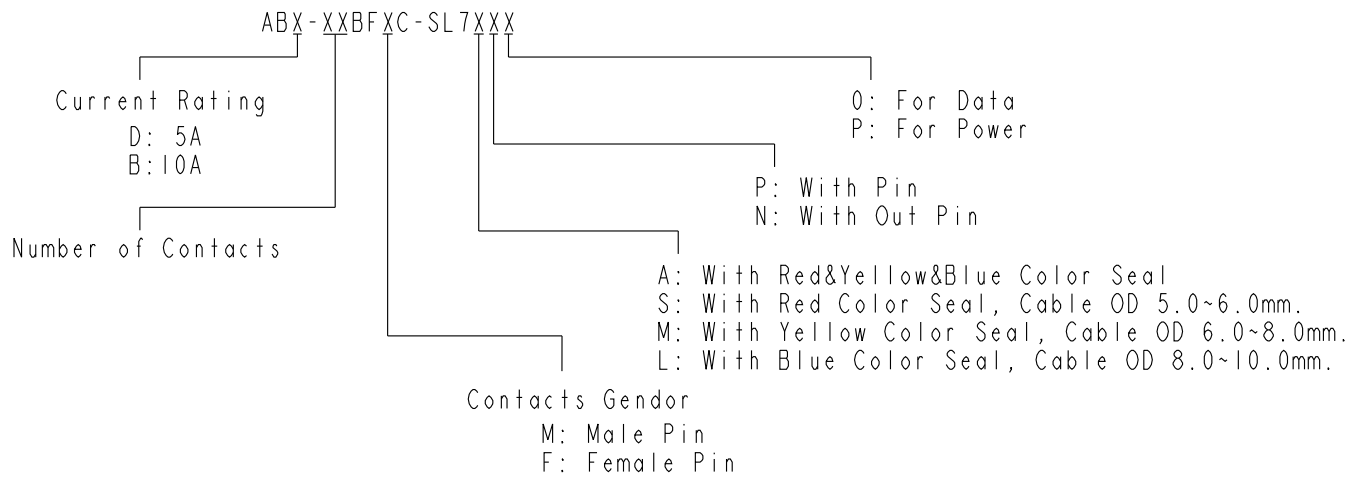 ABX-XXBFXC-SL7XXX
Current Rating
D: 5A
B:10A
Number of Contacts
0: For Data
P: For Power
P: With Pin
N: With Out Pin
A: With Red&Yellow&Blue Color Seal
S: With Red Color Seal, Cable OD 5.0~6.0mm.
M: With Yellow Color Seal, Cable OD 6.0~8.0mm.
L: With Blue Color Seal, Cable OD 8.0~10.0mm.
Contacts Gendor
M: Male Pin
F: Female Pin